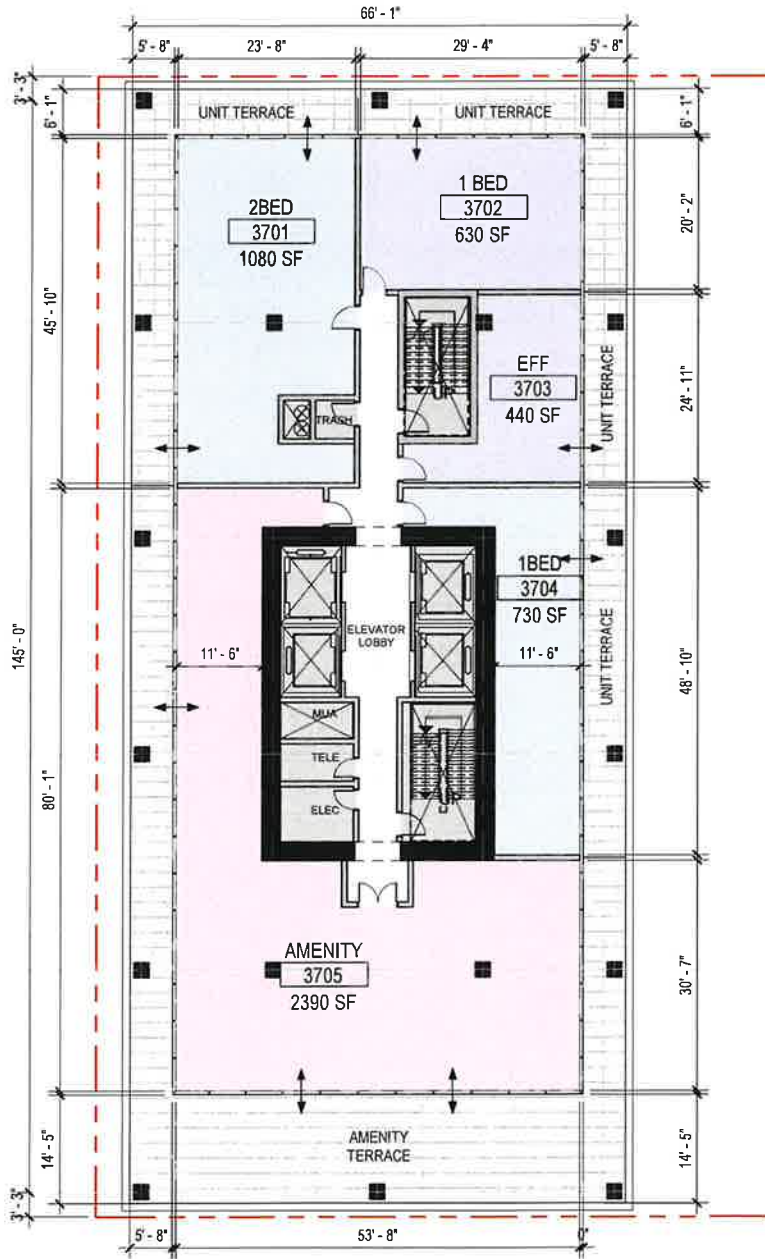 66' - 1"
5' - 8"
23' - 8"
29' - 4"
5' - 8"
3' - 3"
6' - 1"
UNIT TERRACE
UNIT TERRACE
6' - 1"
2BED
3701
1080 SF
1 BED
3702
630 SF
20' - 2"
45' - 10"
EFF
3703
440 SF
UNIT TERRACE
24' - 11"
TRASH
1BED
3704
730 SF
ELEVATOR
LOBBY
11' - 6"
11' - 6"
UNIT TERRACE
48' - 10"
145' - 0"
80' - 1"
MUA
TELE
ELEC
AMENITY
3705
2390 SF
30' - 7"
AMENITY
TERRACE
14' - 5"
14' - 5"
3' - 3"
5' - 8"
53' - 8"
0"